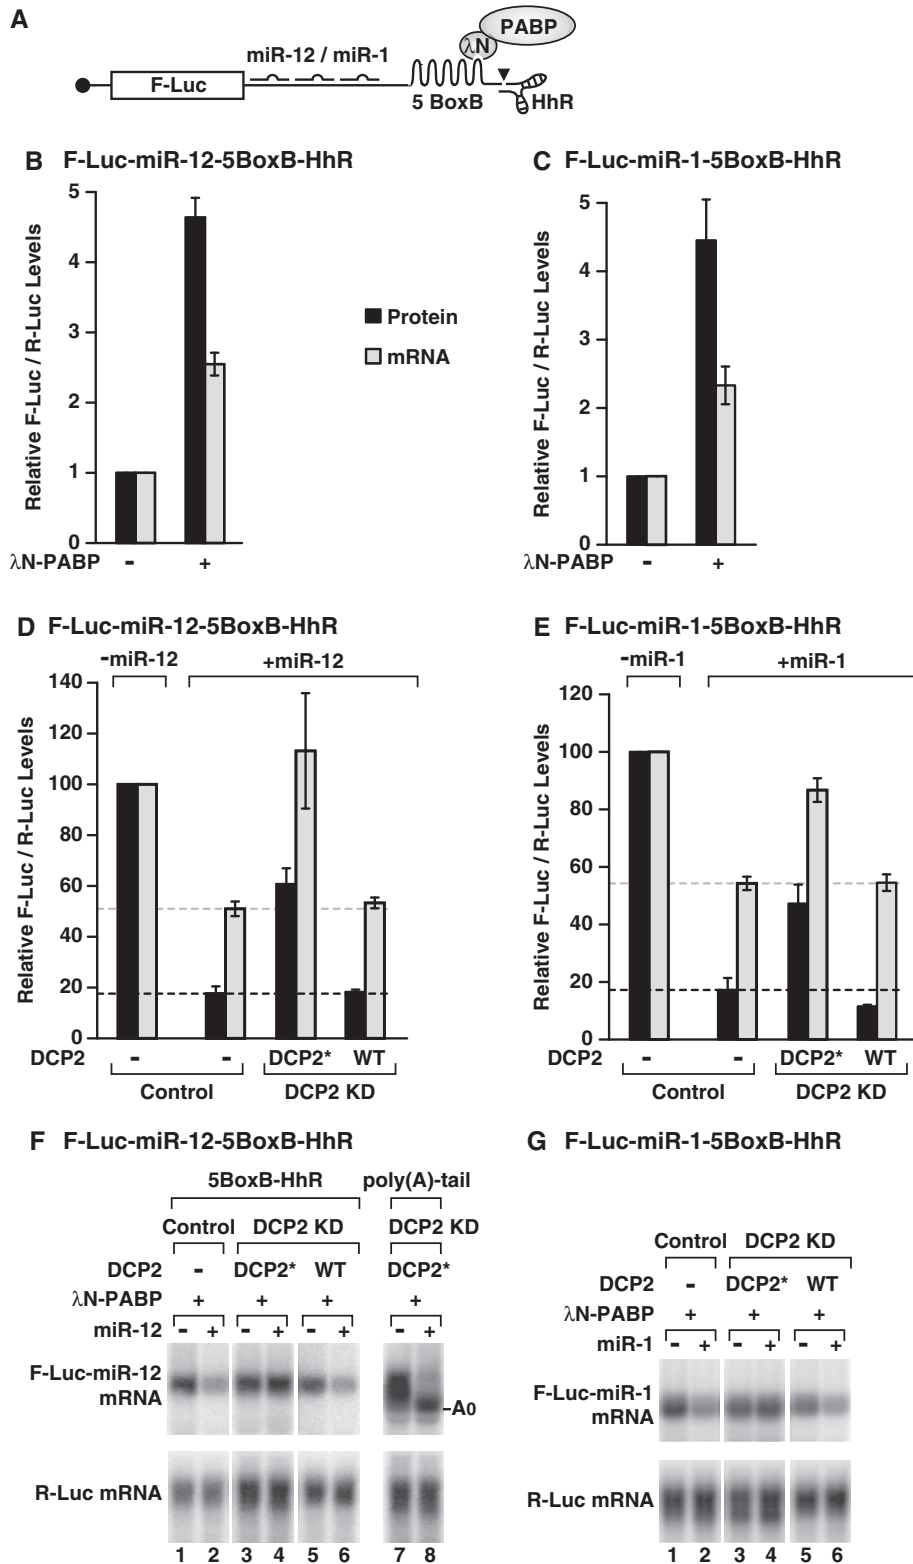 A
PABP
λN
miR-12 / miR-1
F-Luc
5 BoxB
HhR
B F-Luc-miR-12-5BoxB-HhR
Relative F-Luc / R-Luc Levels
5
4
3
2
1
0
λN-PABP - +
Protein
mRNA
C F-Luc-miR-1-5BoxB-HhR
Relative F-Luc / R-Luc Levels
5
4
3
2
1
0
λN-PABP - +
D F-Luc-miR-12-5BoxB-HhR
-miR-12 +miR-12
Relative F-Luc / R-Luc Levels
140
120
100
80
60
40
20
0
DCP2 - - DCP2* WT
Control DCP2 KD
E F-Luc-miR-1-5BoxB-HhR
-miR-1 +miR-1
Relative F-Luc / R-Luc Levels
120
100
80
60
40
20
0
DCP2 - - DCP2* WT
Control DCP2 KD
F F-Luc-miR-12-5BoxB-HhR
5BoxB-HhR poly(A)-tail
Control DCP2 KD DCP2 KD
DCP2 - DCP2* WT DCP2*
λN-PABP + + + +
miR-12 - + - + - + - +
F-Luc-miR-12
mRNA
A0
R-Luc mRNA
1 2 3 4 5 6 7 8
G F-Luc-miR-1-5BoxB-HhR
Control DCP2 KD
DCP2 - DCP2* WT
λN-PABP + + +
miR-1 - + - + - +
F-Luc-miR-1
mRNA
R-Luc mRNA
1 2 3 4 5 6